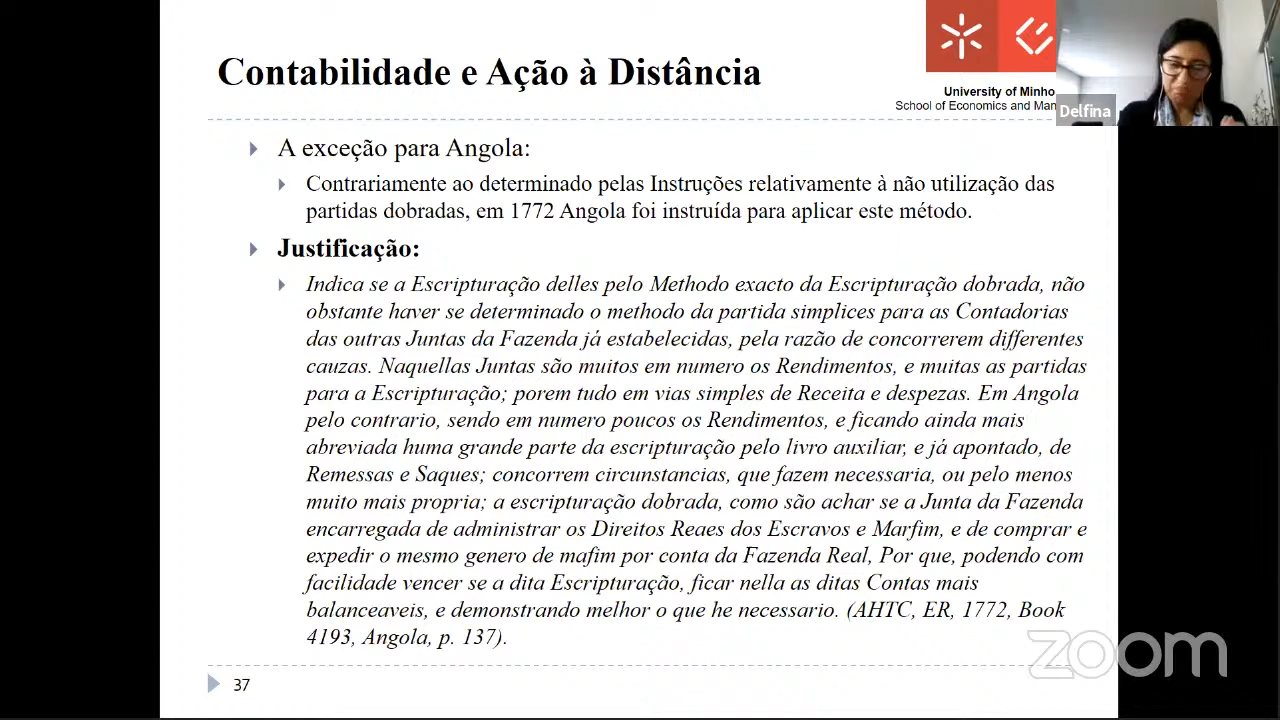 Contabilidade e Ação à Distância
University of Minho
School of Economics and Man
Delfina
A exceção para Angola:
Contrariamente ao determinado pelas Instruções relativamente à não utilização das
partidas dobradas, em 1772 Angola foi instruída para aplicar este método.
Justificação:
Indica se a Escripturação delles pelo Methodo exacto da Escripturação dobrada, não
obstante haver se determinado o methodo da partida simplices para as Contadorias
das outras Juntas da Fazenda já estabelecidas, pela razão de concorrerem differentes
cauzas. Naquellas Juntas são muitos em numero os Rendimentos, e muitas as partidas
para a Escripturação; porem tudo em vias simples de Receita e despezas. Em Angola
pelo contrario, sendo em numero poucos os Rendimentos, e ficando ainda mais
abreviada huma grande parte da escripturação pelo livro auxiliar, e já apontado, de
Remessas e Saques; concorrem circunstancias, que fazem necessaria, ou pelo menos
muito mais propria; a escripturação dobrada, como são achar se a Junta da Fazenda
encarregada de administrar os Direitos Reaes dos Escravos e Marfim, e de comprar e
expedir o mesmo genero de mafim por conta da Fazenda Real, Por que, podendo com
facilidade vencer se a dita Escripturação, ficar nella as ditas Contas mais
balanceaveis, e demonstrando melhor o que he necessario. (AHTC, ER, 1772, Book
4193, Angola, p. 137).
zoom
37